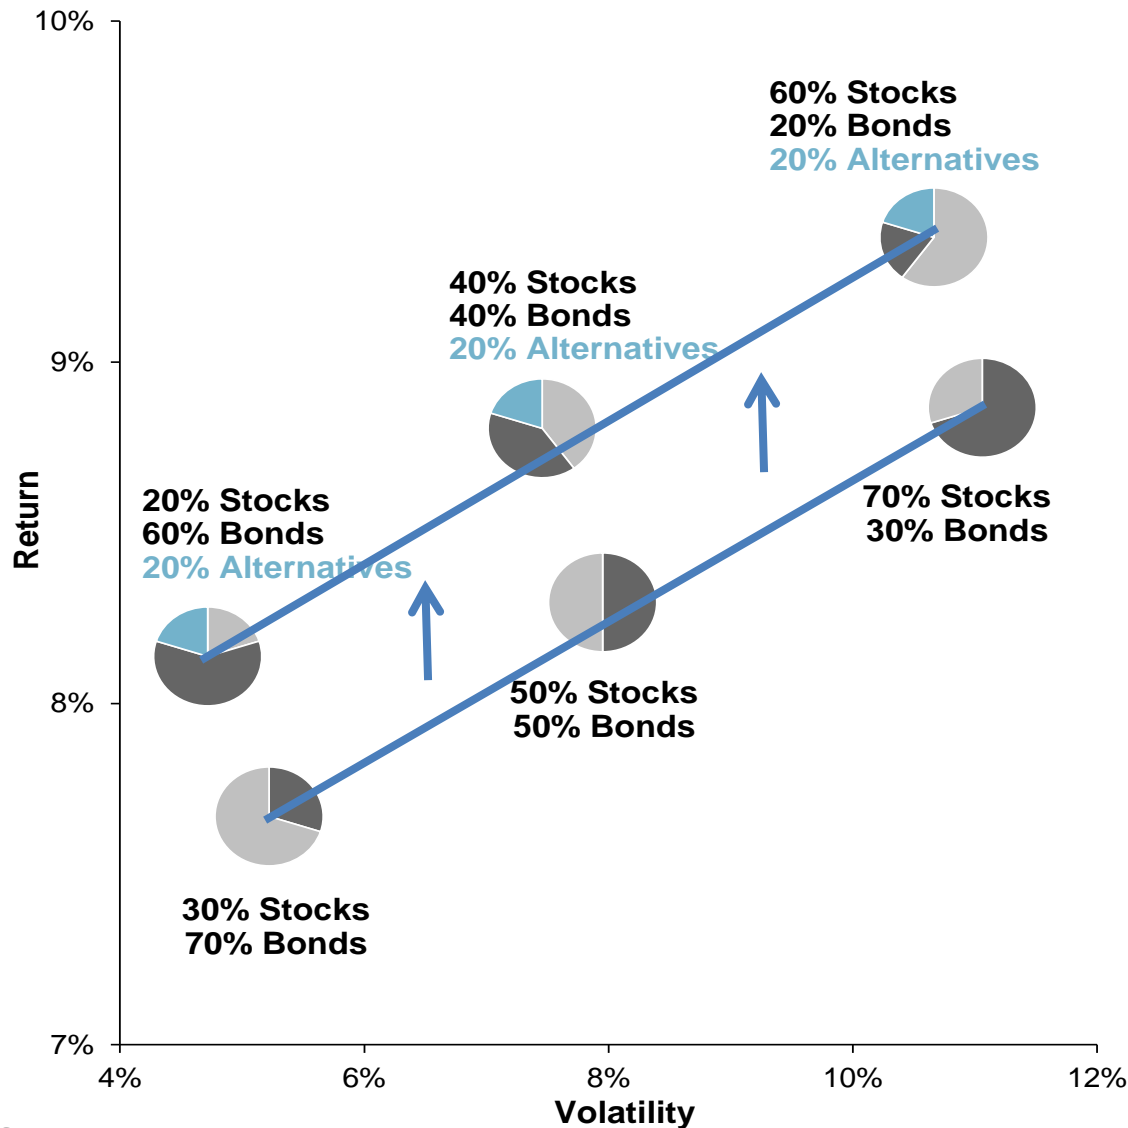 10%
60% Stocks
20% Bonds
20% Alternatives
40% Stocks
40% Bonds
20% Alternatives
9%
Return
20% Stocks
60% Bonds
20% Alternatives
70% Stocks
30% Bonds
8%
50% Stocks
50% Bonds
30% Stocks
70% Bonds
7%
4% 6% 8% 10% 12%
Volatility